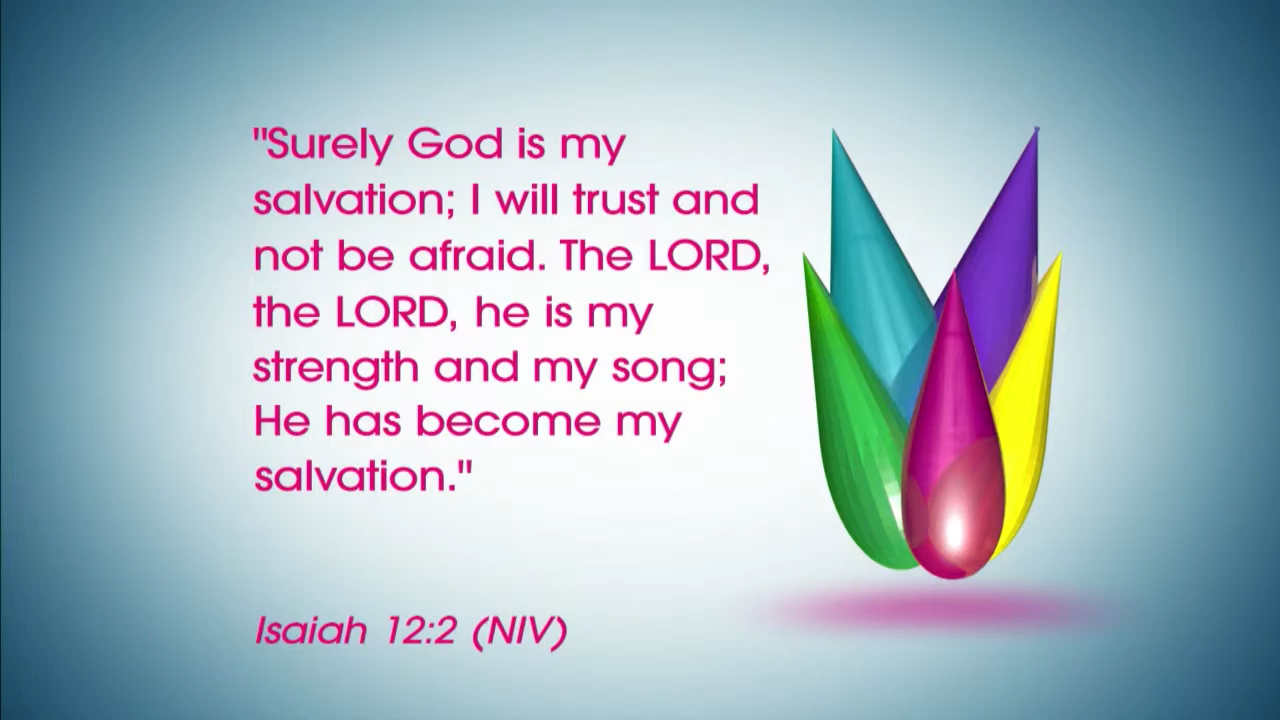 "Surely God is my
salvation; I will trust and
not be afraid. The LORD,
the LORD, he is my
strength and my song;
He has become my
salvation."
Isaiah 12:2 (NIV)